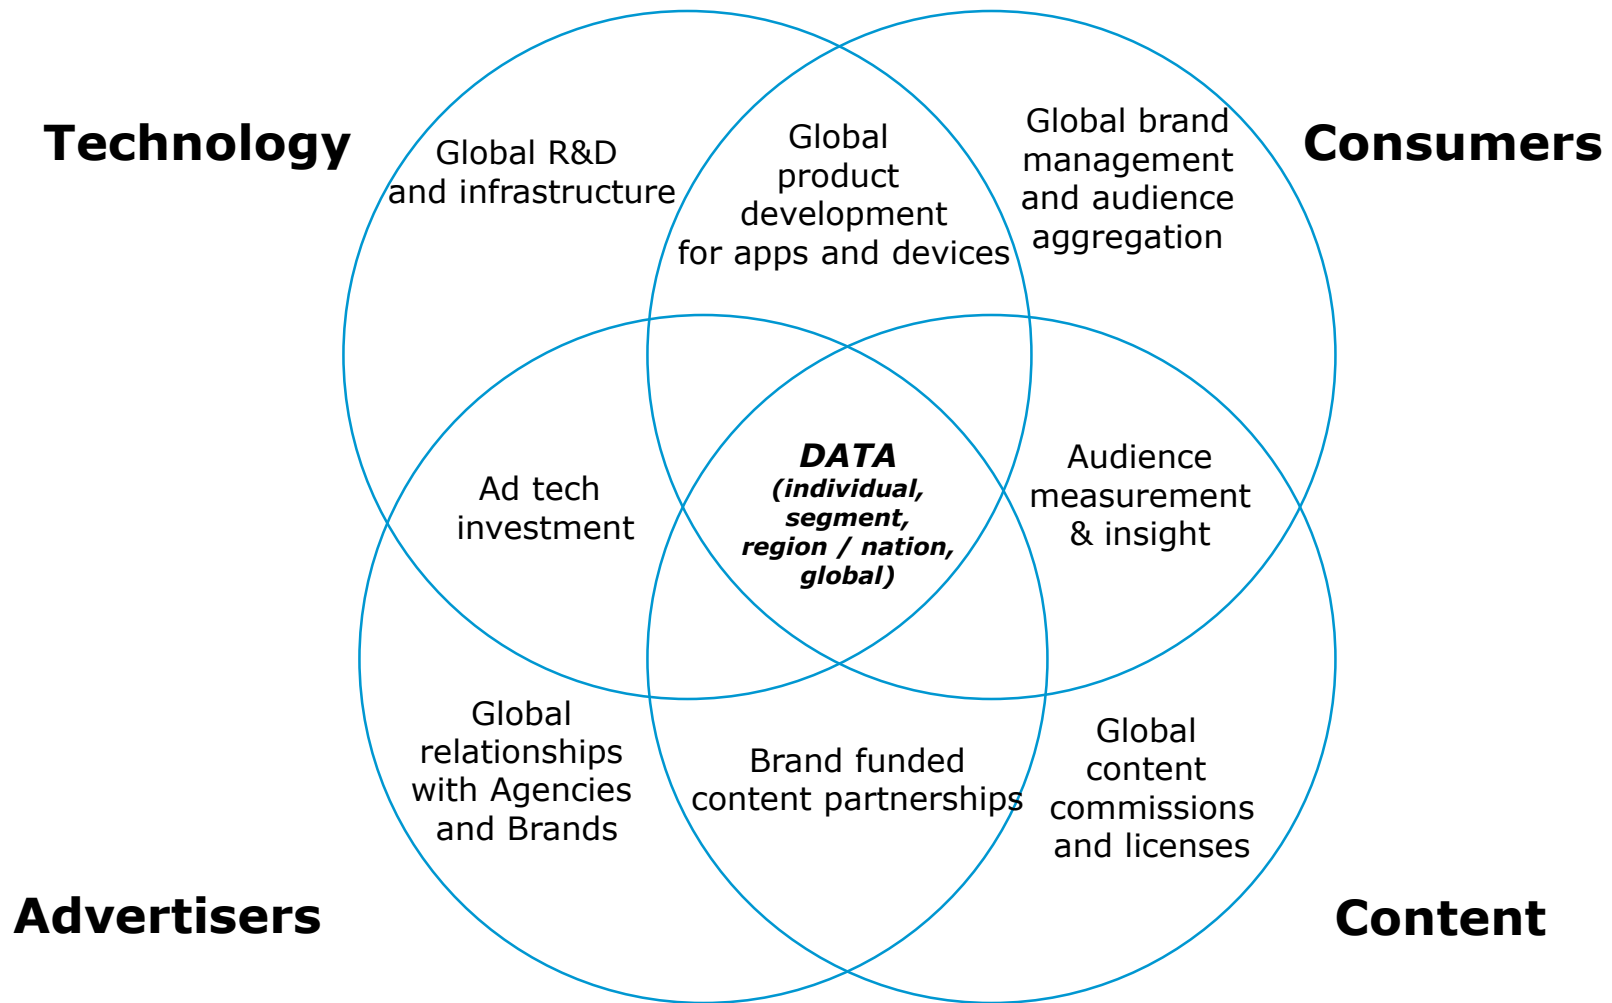 Technology
Global R&D
and infrastructure
Global
product
development
for apps and devices
Global brand
management
and audience
aggregation
Consumers
Ad tech
investment
DATA
(individual,
segment,
region / nation,
global)
Audience
measurement
& insight
Global
relationships
with Agencies
and Brands
Brand funded
content partnerships
Global
content
commissions
and licenses
Advertisers
Content